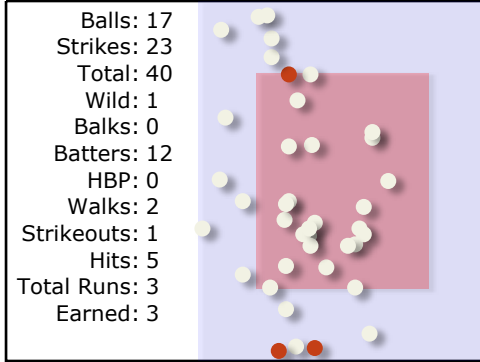 Balls: 17
Strikes: 23
Total: 40
Wild: 1
Balks: 0
Batters: 12
HBP: 0
Walks: 2
Strikeouts: 1
Hits: 5
Total Runs: 3
Earned: 3